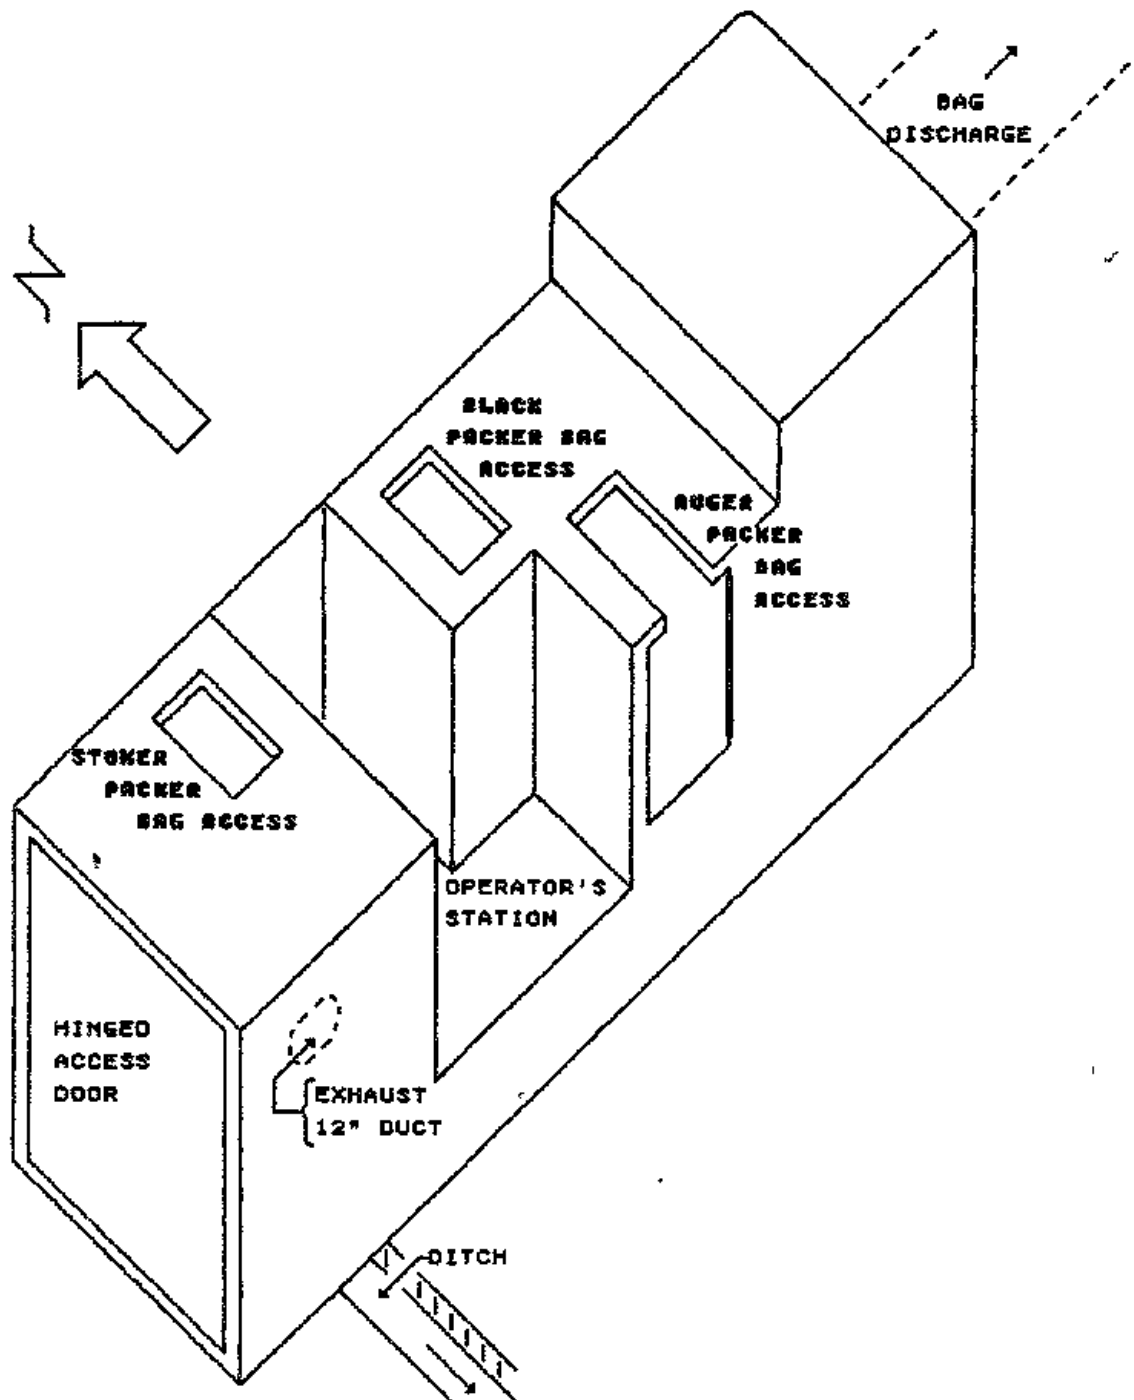 BAG
DISCHARGE
N
BLACK
PACKER BAG
ACCESS
AUGER
PACKER
BAG
ACCESS
STOKER
PACKER
BAG ACCESS
OPERATOR'S
STATION
HINGED
ACCESS
DOOR
EXHAUST
12" DUCT
DITCH